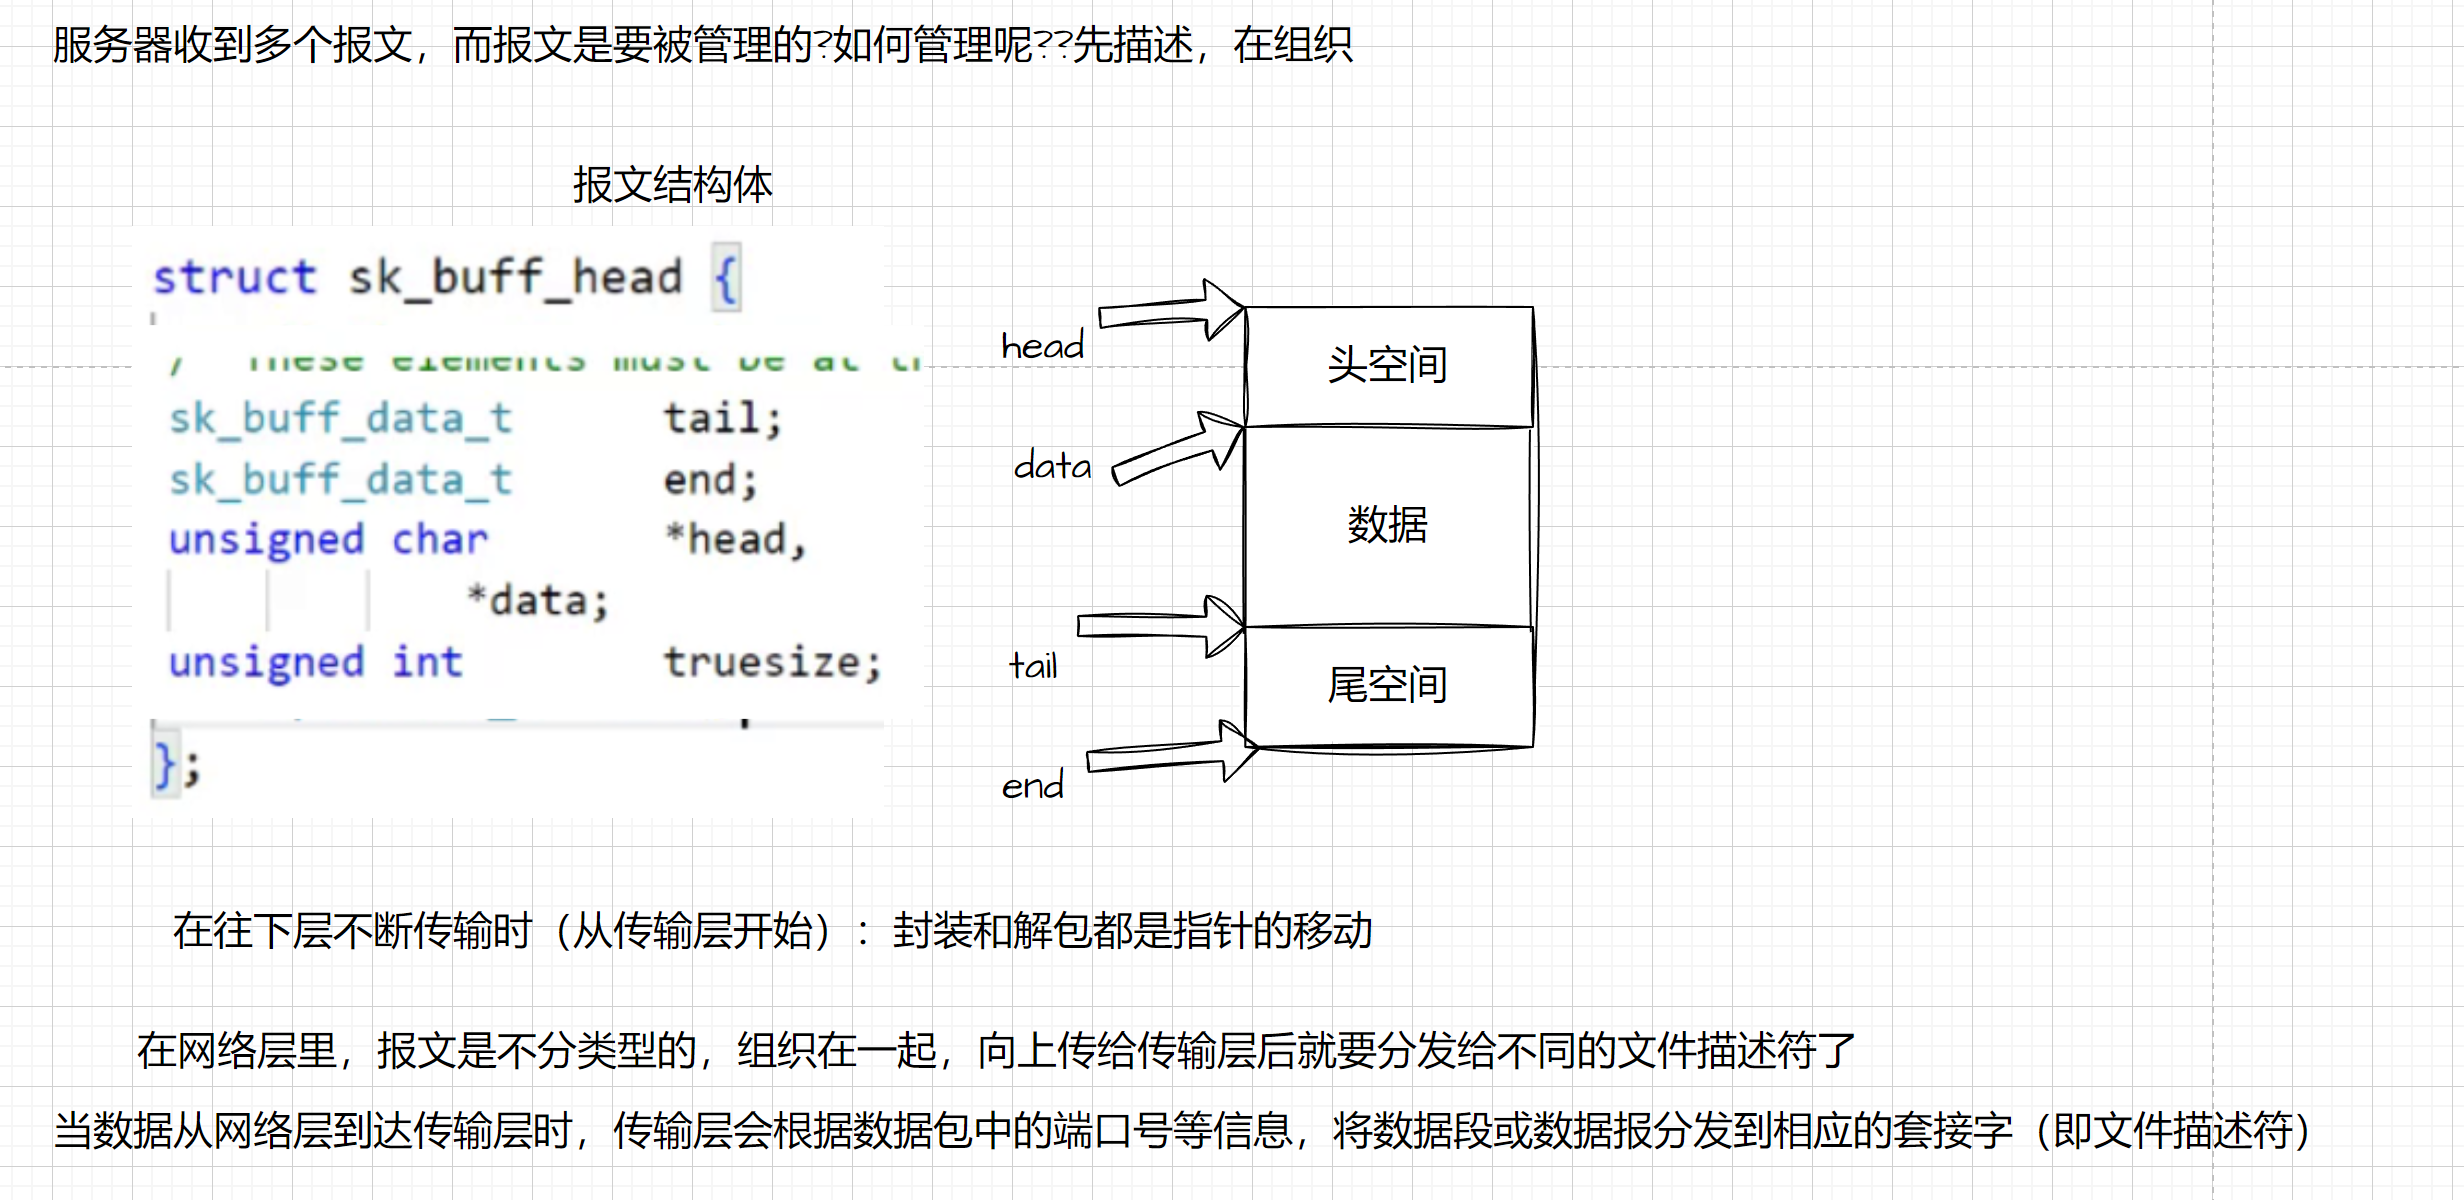 服务器收到多个报文，而报文是要被管理的?如何管理呢??先描述，在组织
报文结构体
struct sk_buff_head {
/ These elements must be at
sk_buff_data_t tail;
sk_buff_data_t end;
unsigned char *head,
*data;
unsigned int truesize;
};
head
头空间
data
数据
tail
尾空间
end
在往下层不断传输时（从传输层开始）：封装和解包都是指针的移动
在网络层里，报文是不分类型的，组织在一起，向上传给传输层后就要分发给不同的文件描述符了
当数据从网络层到达传输层时，传输层会根据数据包中的端口号等信息，将数据段或数据报分发到相应的套接字（即文件描述符）